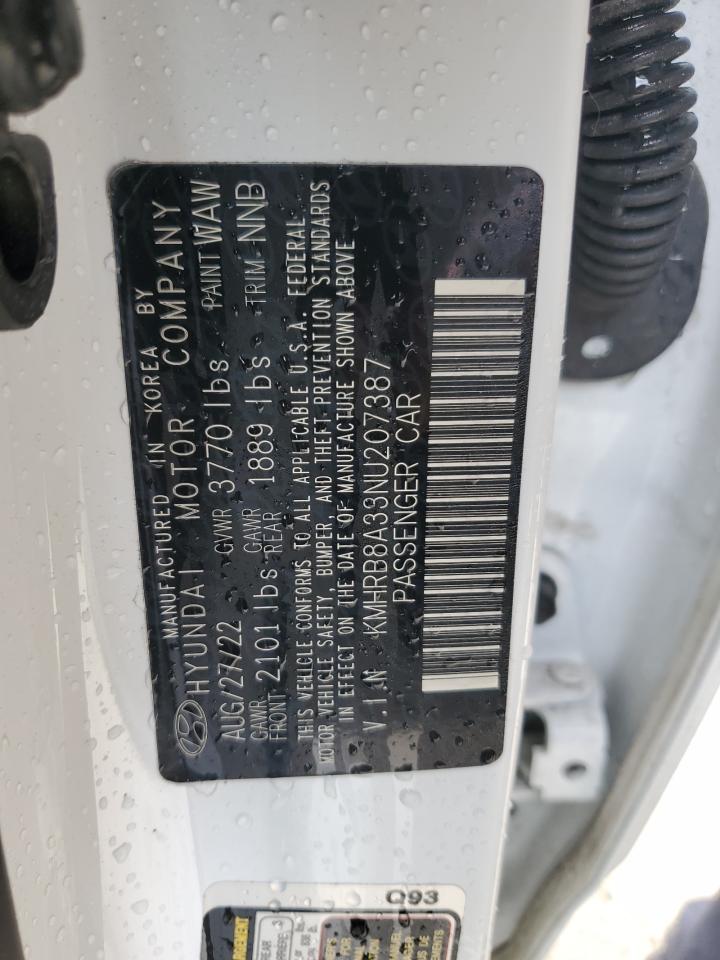 MANUFACTURED IN KOREA BY
HYUNDAI MOTOR COMPANY
AUG/27/22 GVWR 3770 lbs PAINT WAW
GAWR FRONT 2101 lbs GAWR REAR 1889 lbs TRIM NNB
THIS VEHICLE CONFORMS TO ALL APPLICABLE U.S.A. FEDERAL
MOTOR VEHICLE SAFETY, BUMPER, AND THEFT PREVENTION STANDARDS
IN EFFECT ON THE DATE OF MANUFACTURE SHOWN ABOVE.
V.I.N KMHRB8A33NU207387
PASSENGER CAR
Q93
REAR
3